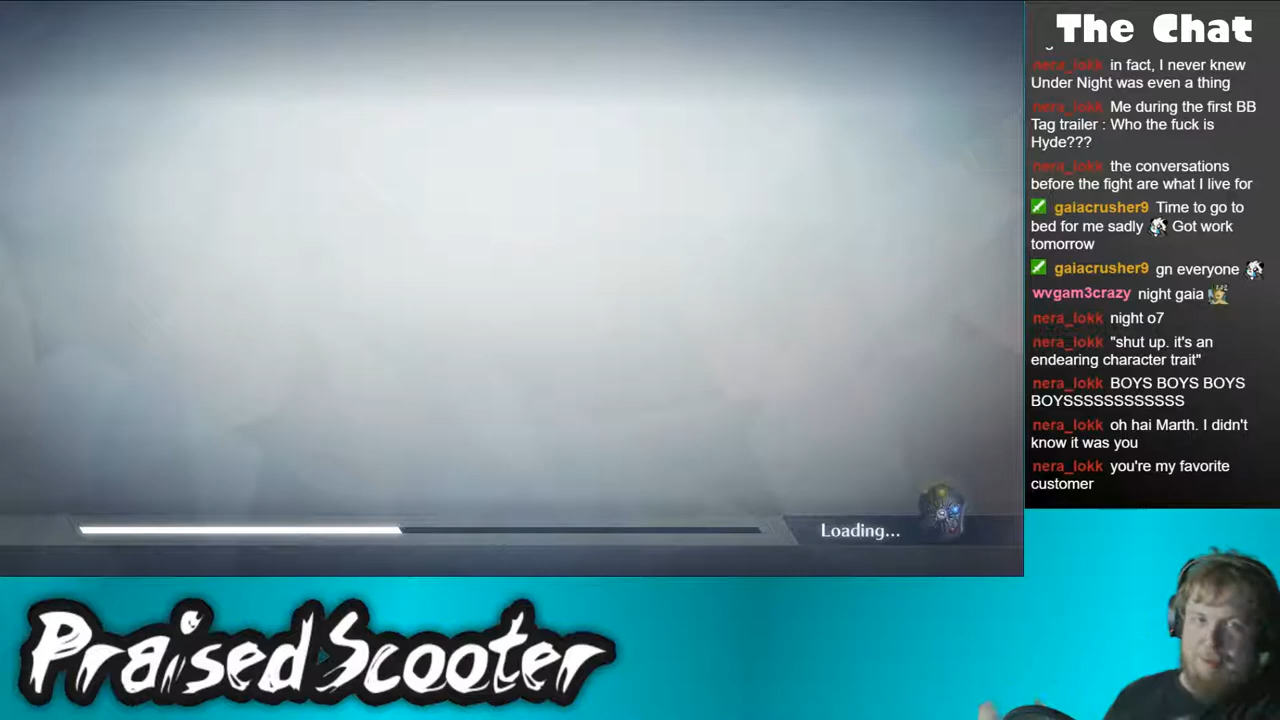 The Chat
nera_lokk in fact, I never knew
Under Night was even a thing
nera_lokk Me during the first BB
Tag trailer : Who the fuck is
Hyde???
nera_lokk the conversations
before the fight are what I live for
gaiacrusher9 Time to go to
bed for me sadly Got work
tomorrow
gaiacrusher9 gn everyone
wvgam3crazy night gaia
nera_lokk night o7
nera_lokk "shut up. it's an
endearing character trait"
nera_lokk BOYS BOYS BOYS
BOYSSSSSSSSSSSS
nera_lokk oh hai Marth. I didn't
know it was you
nera_lokk you're my favorite
customer
Loading...
PraisedScooter